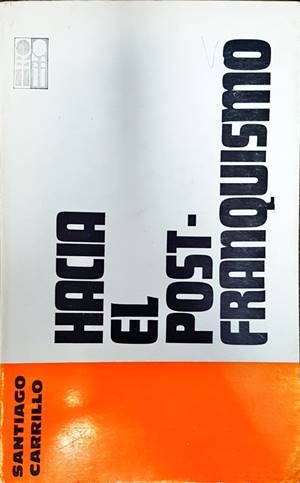 HACIA
EL
POST-
FRANQUISMO
SANTIAGO
CARRILLO